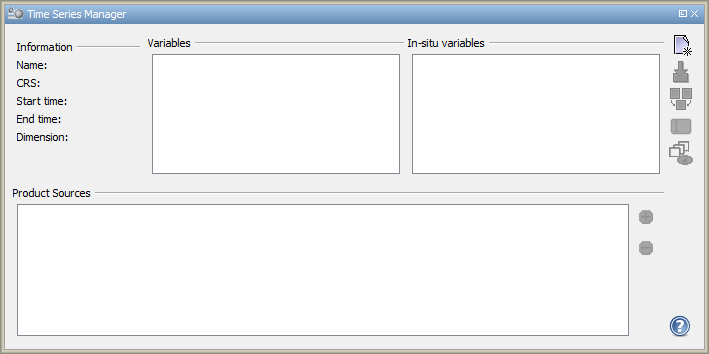 Time Series Manager
Information
Name:
CRS:
Start time:
End time:
Dimension:
Variables
In-situ variables
Product Sources